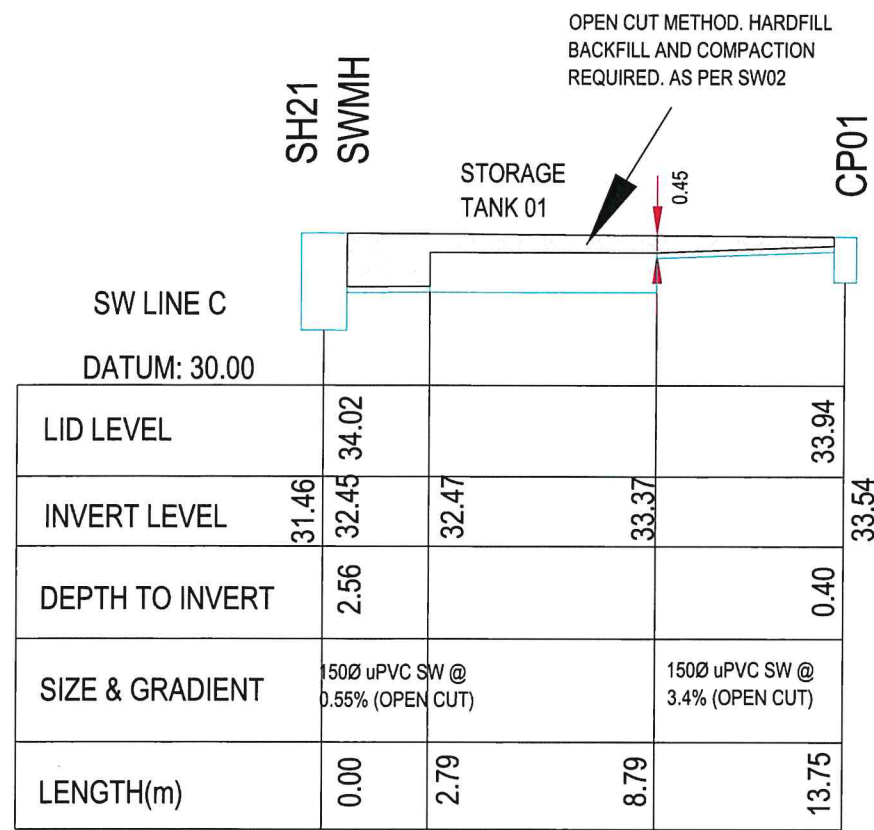 OPEN CUT METHOD. HARDFILL
BACKFILL AND COMPACTION
REQUIRED. AS PER SW02
SH21
SWMH
STORAGE
TANK 01
0.45
CP01
SW LINE C
DATUM: 30.00
LID LEVEL 34.02 33.94
INVERT LEVEL 31.46 32.45 32.47 33.37 33.54
DEPTH TO INVERT 2.56 0.40
SIZE & GRADIENT
150Ø uPVC SW @
0.55% (OPEN CUT)
150Ø uPVC SW @
3.4% (OPEN CUT)
LENGTH(m) 0.00 2.79 8.79 13.75